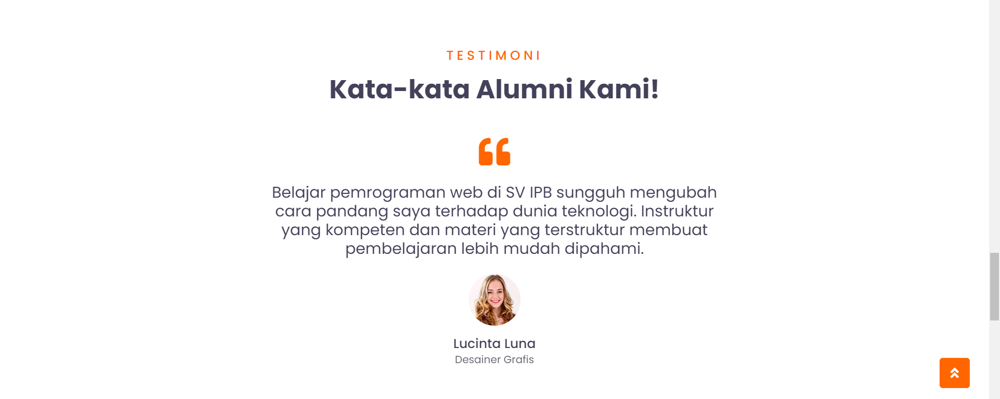 TESTIMONI
Kata-kata Alumni Kami!
Belajar pemrograman web di SV IPB sungguh mengubah
cara pandang saya terhadap dunia teknologi. Instruktur
yang kompeten dan materi yang terstruktur membuat
pembelajaran lebih mudah dipahami.
Lucinta Luna
Desainer Grafis